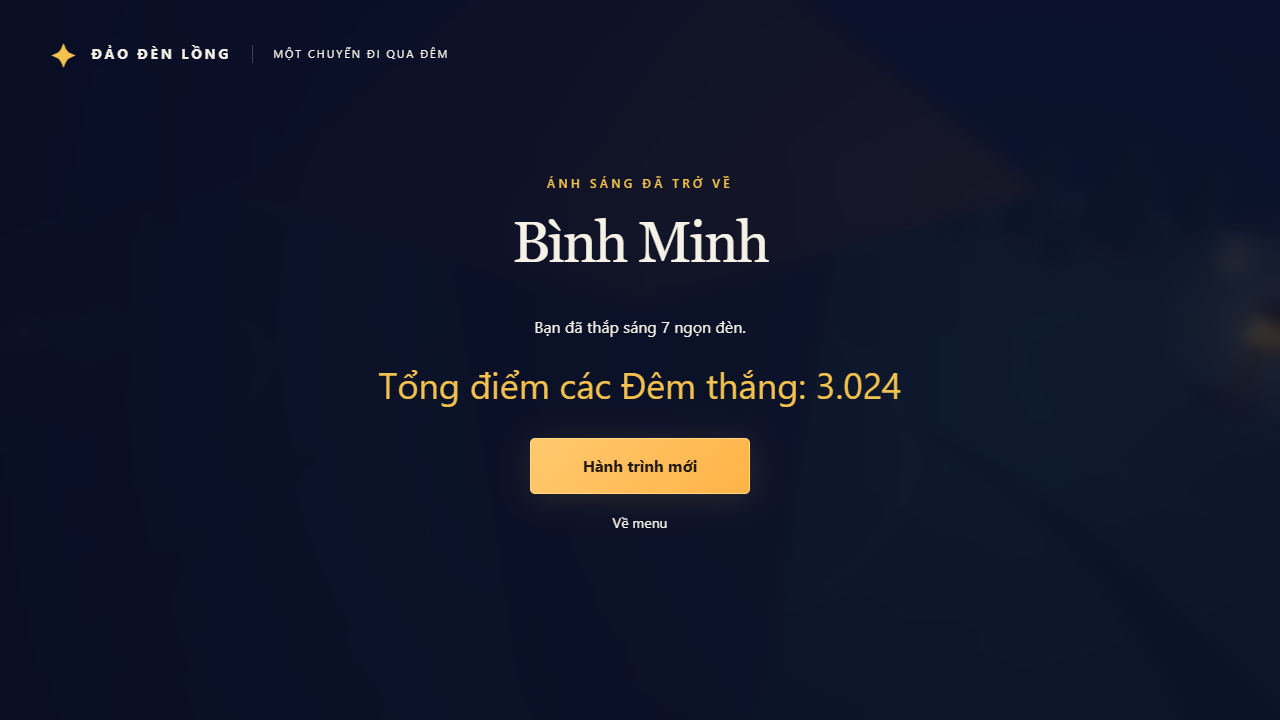 ĐẢO ĐÈN LỒNG
MỘT CHUYẾN ĐI QUA ĐÊM
ÁNH SÁNG ĐÃ TRỞ VỀ
Bình Minh
Bạn đã thắp sáng 7 ngọn đèn.
Tổng điểm các Đêm thắng: 3.024
Hành trình mới
Về menu